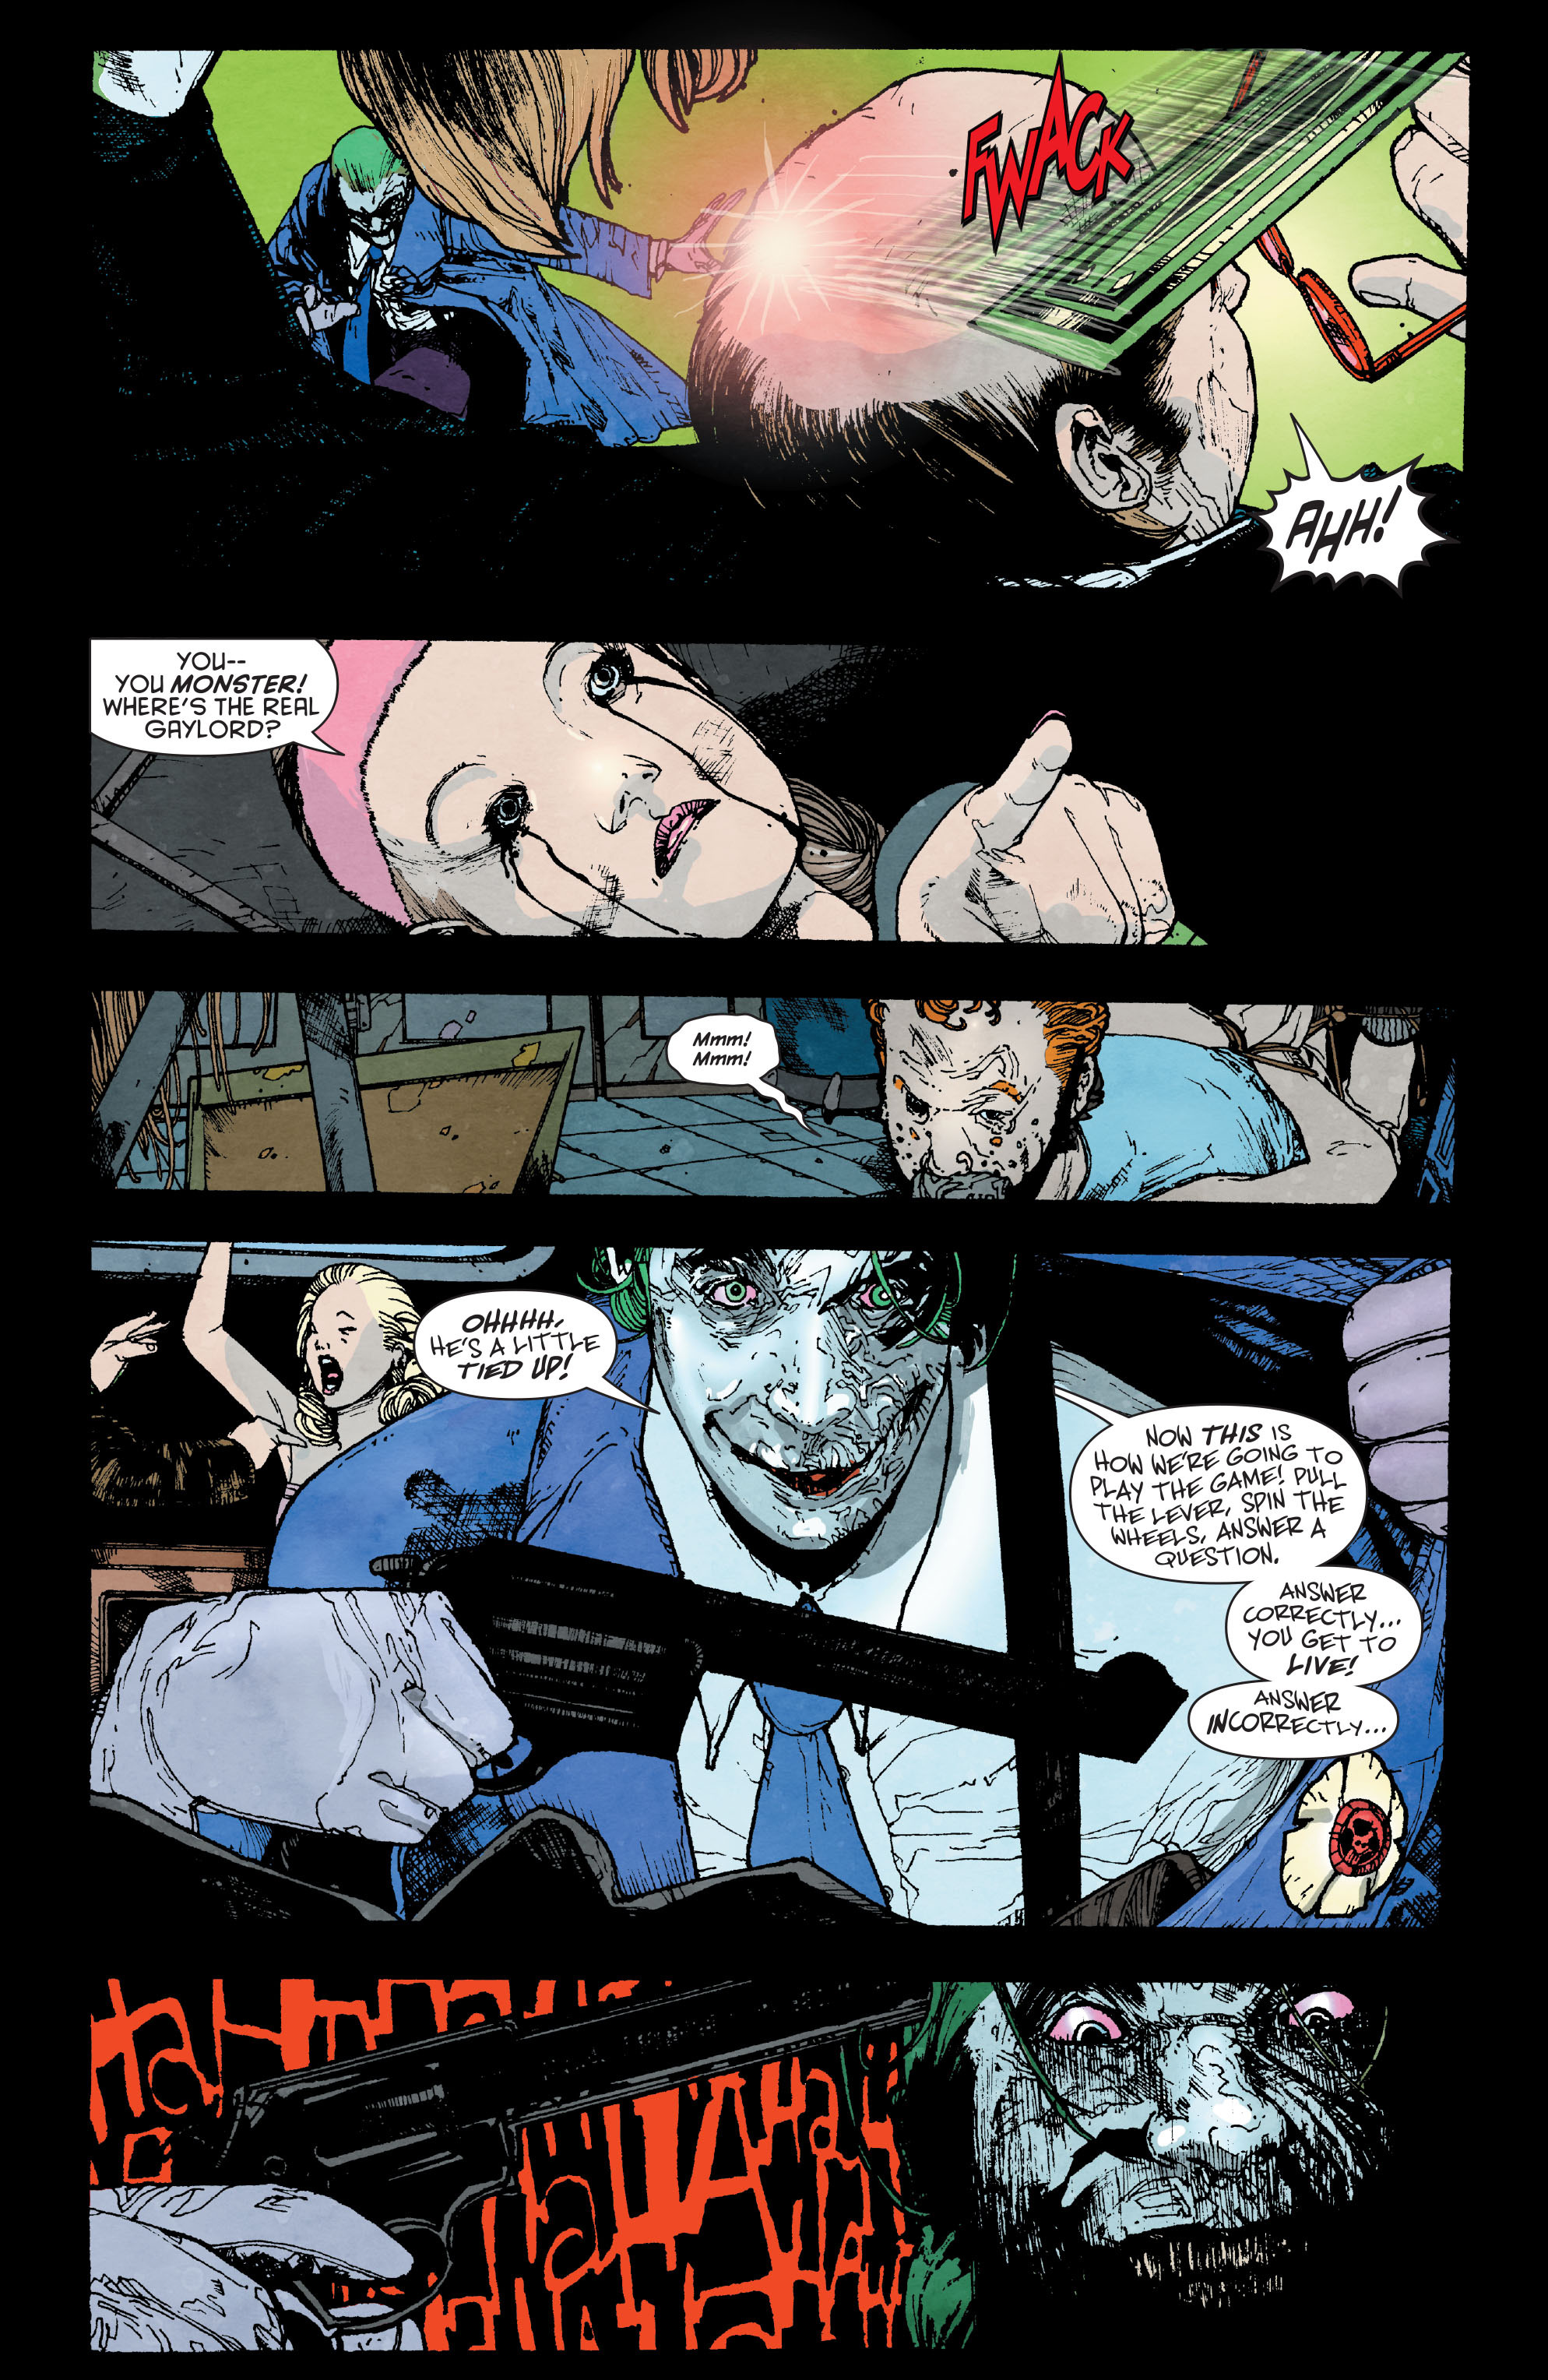 FWACK
AHH!
YOU--
YOU MONSTER!
WHERE'S THE REAL
GAYLORD?
Mmm!
Mmm!
OHHHH,
HE'S A LITTLE
TIED UP!
NOW THIS IS
HOW WE'RE GOING TO
PLAY THE GAME! PULL
THE LEVER, SPIN THE
WHEELS, ANSWER A
QUESTION.
ANSWER
CORRECTLY...
YOU GET TO
LIVE!
ANSWER
INCORRECTLY...